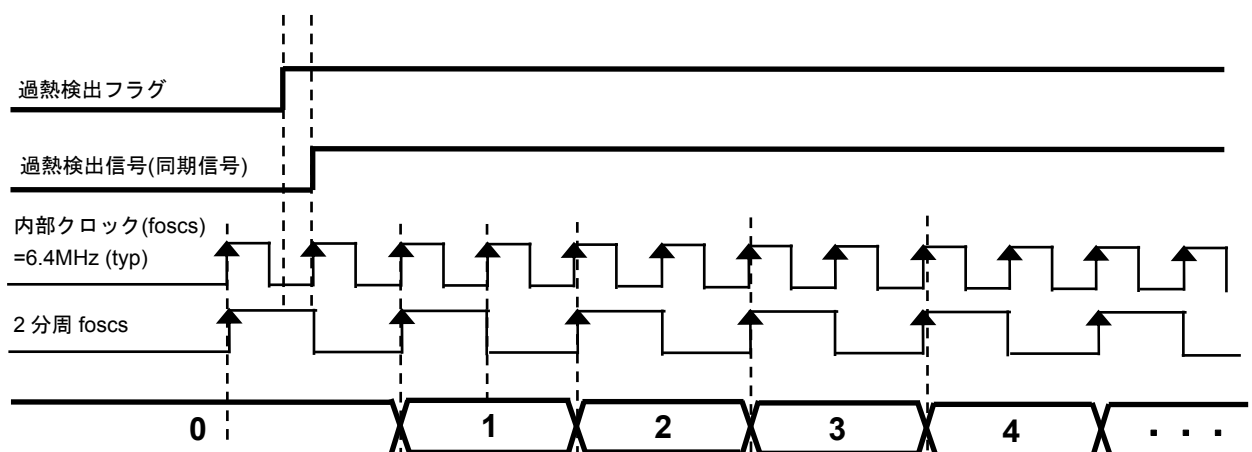 過熱検出フラグ
過熱検出信号(同期信号)
内部クロック(foscs)
=6.4MHz (typ)
2 分周 foscs
0 1 2 3 4 ・・・